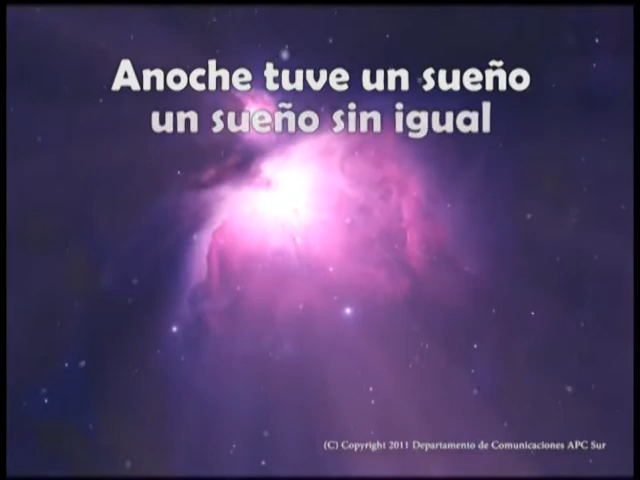 Anoche tuve un sueño
un sueño sin igual
(C) Copyright 2011 Departamento de Comunicaciones APC Sur